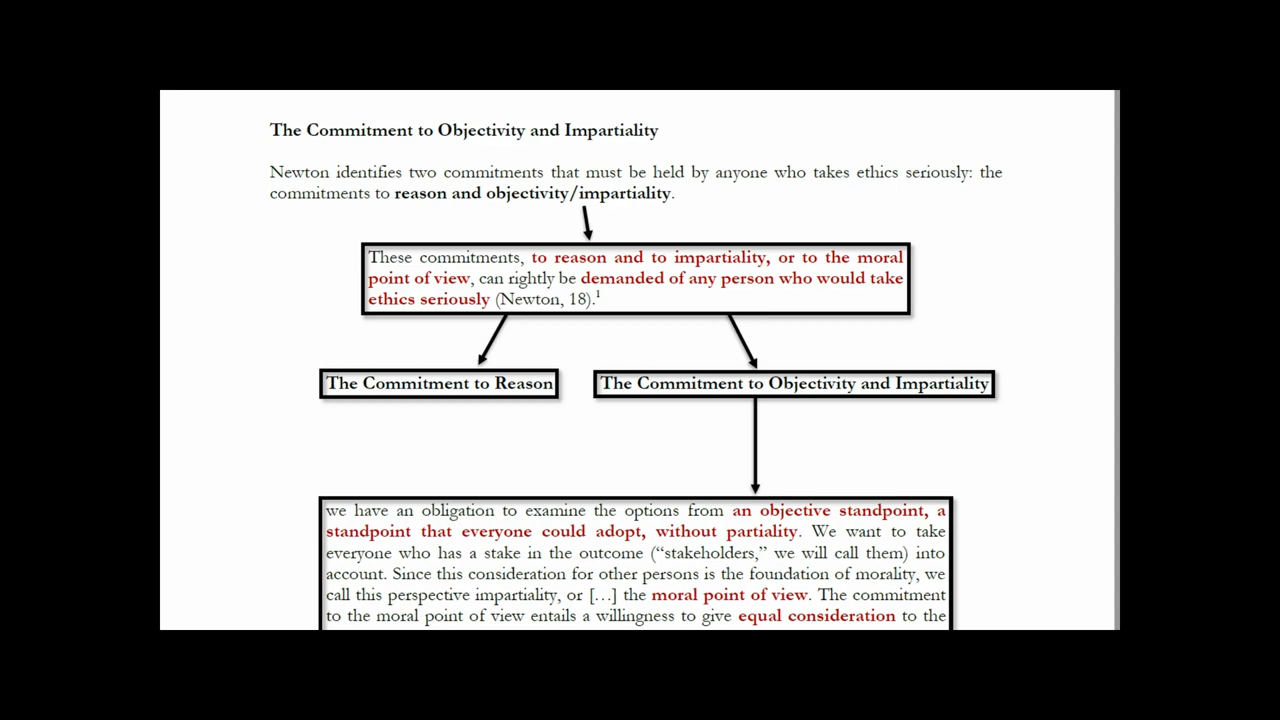 The Commitment to Objectivity and Impartiality
Newton identifies two commitments that must be held by anyone who takes ethics seriously: the
commitments to reason and objectivity/impartiality.
These commitments, to reason and to impartiality, or to the moral
point of view, can rightly be demanded of any person who would take
ethics seriously (Newton, 18).1
The Commitment to Reason
The Commitment to Objectivity and Impartiality
we have an obligation to examine the options from an objective standpoint, a
standpoint that everyone could adopt, without partiality. We want to take
everyone who has a stake in the outcome (“stakeholders,” we will call them) into
account. Since this consideration for other persons is the foundation of morality, we
call this perspective impartiality, or […] the moral point of view. The commitment
to the moral point of view entails a willingness to give equal consideration to the